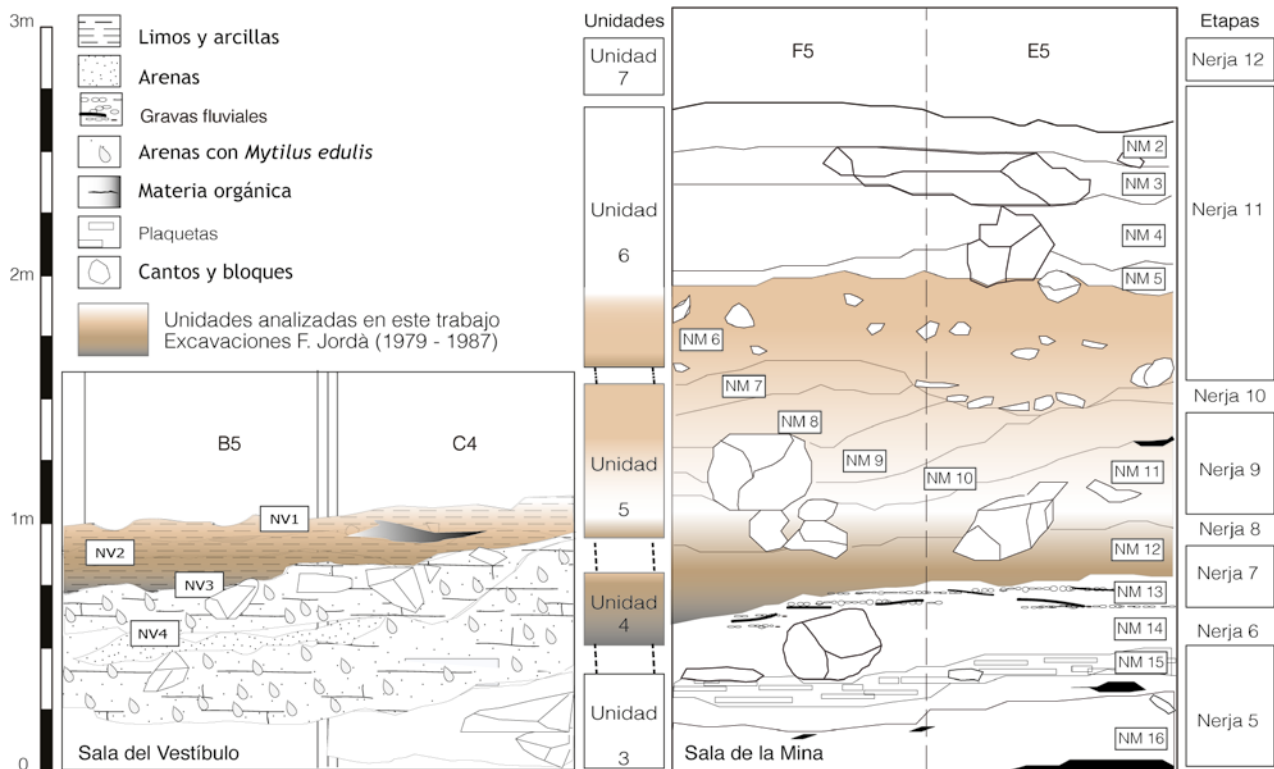 3m
2m
1m
0
Limos y arcillas
Arenas
Gravas fluviales
Arenas con Mytilus edulis
Materia orgánica
Plaquetas
Cantos y bloques
Unidades analizadas en este trabajo
Excavaciones F. Jordà (1979 - 1987)
B5
C4
NV1
NV2
NV3
NV4
Sala del Vestíbulo
Unidades
Unidad
7
Unidad
6
Unidad
5
Unidad
4
Unidad
3
F5
E5
NM 2
NM 3
NM 4
NM 5
NM 6
NM 7
NM 8
NM 9
NM 10
NM 11
NM 12
NM 13
NM 14
NM 15
NM 16
Sala de la Mina
Etapas
Nerja 12
Nerja 11
Nerja 10
Nerja 9
Nerja 8
Nerja 7
Nerja 6
Nerja 5